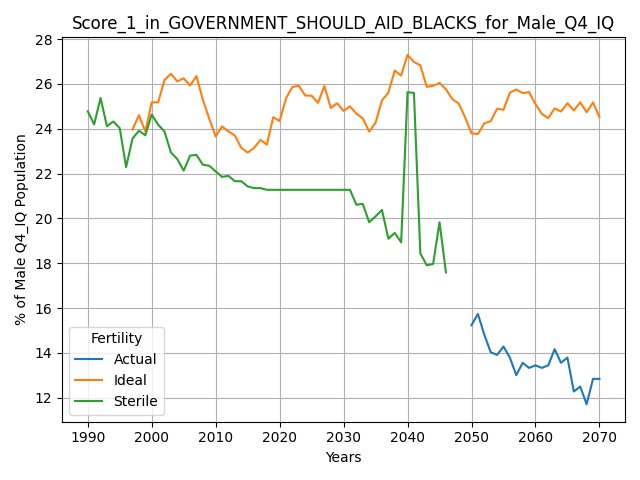 Score_1_in_GOVERNMENT_SHOULD_AID_BLACKS_for_Male_Q4_IQ
28
26
24
22
20
18
16
14
12
% of Male Q4_IQ Population
Fertility
Actual
Ideal
Sterile
1990 2000 2010 2020 2030 2040 2050 2060 2070
Years